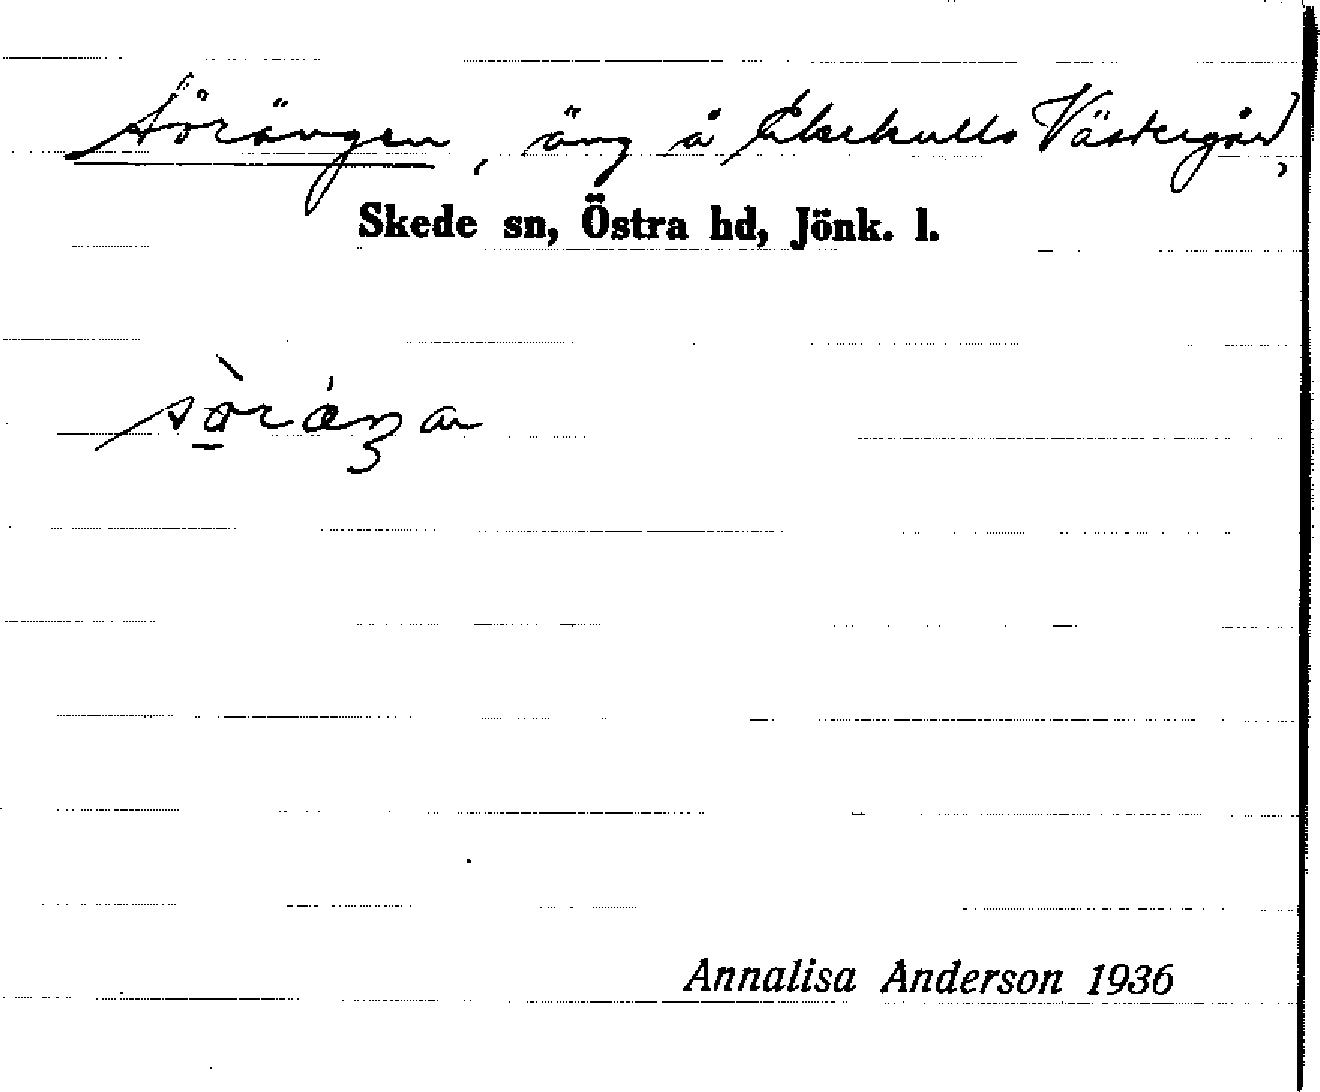 Sörängen, äng å Ekekulls Västergård,
Skede sn, Östra hd, Jönk. l.
Annalisa Anderson 1936